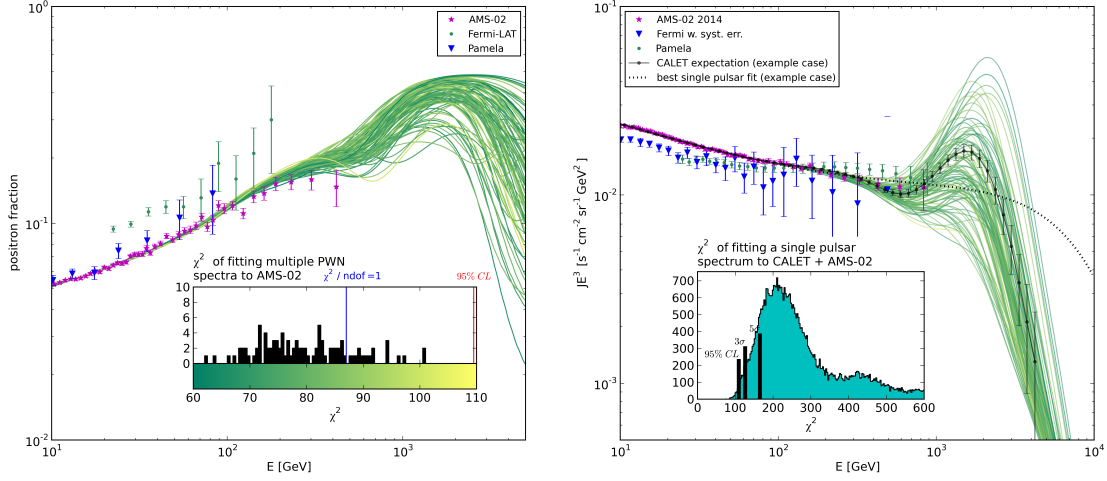 AMS-02
Fermi-LAT
Pamela
positron fraction
10⁰
10⁻¹
10⁻²
χ² of fitting multiple PWN
spectra to AMS-02
χ² / ndof=1
95% CL
10
8
6
4
2
0
60 70 80 90 100 110
χ²
10¹ 10² 10³
E [GeV]
AMS-02 2014
Fermi w. syst. err.
Pamela
CALET expectation (example case)
best single pulsar fit (example case)
JE³ [s⁻¹ cm⁻² sr⁻¹ GeV²]
10⁰
10⁻¹
10⁻²
10⁻³
χ² of fitting a single pulsar
spectrum to CALET + AMS-02
700
600
500
400
300
200
100
0
95% CL
3σ
5σ
0 100 200 300 400 500 600
χ²
10¹ 10² 10³ 10⁴
E [GeV]